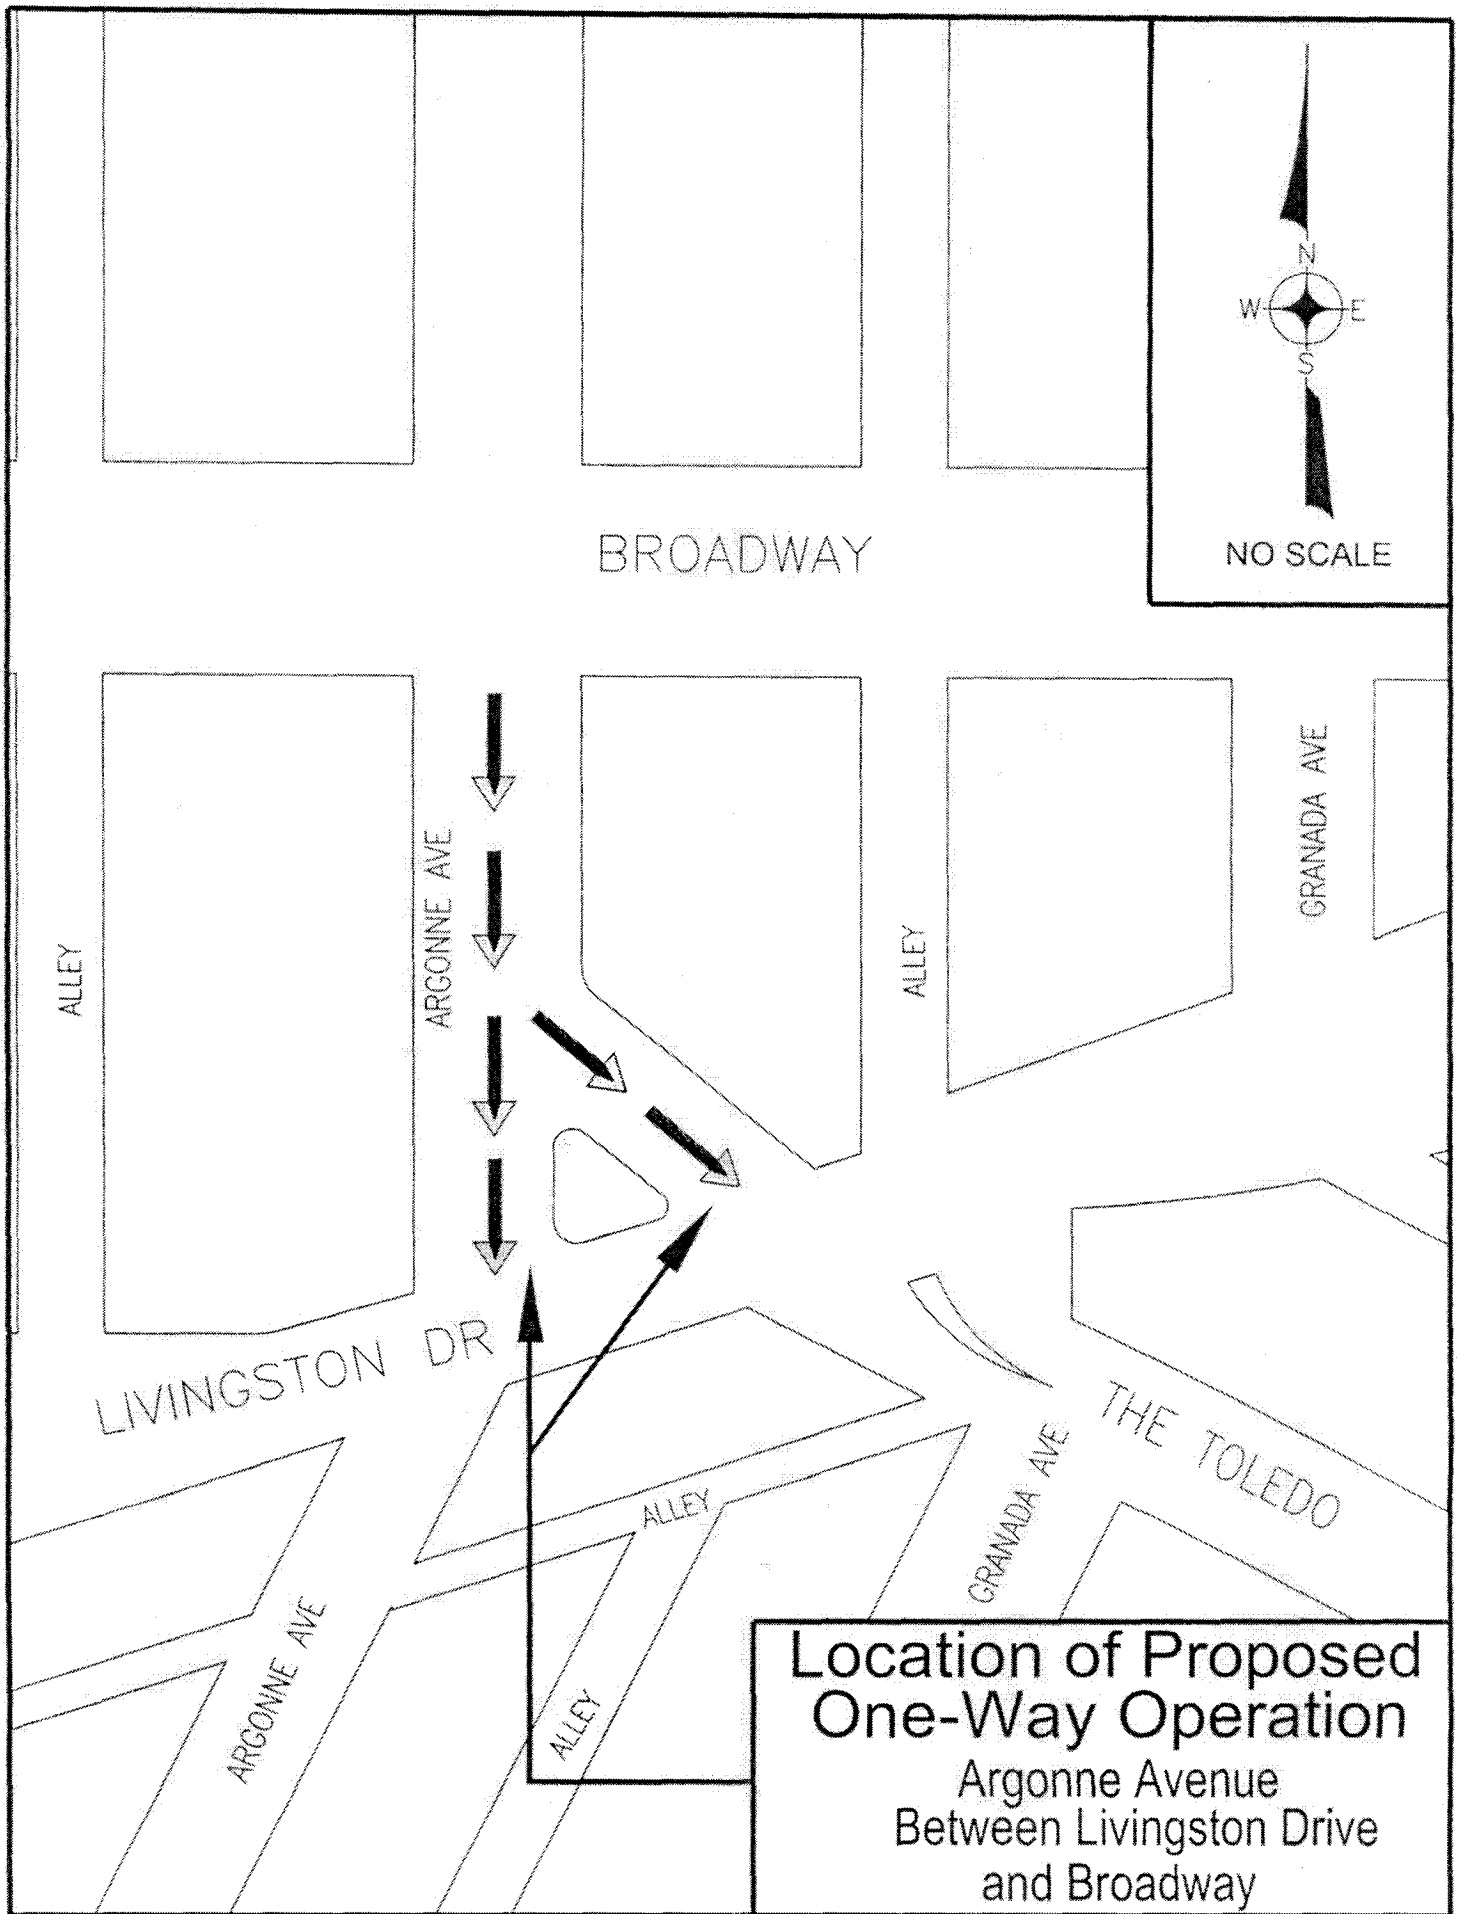 N
W E
S
NO SCALE
BROADWAY
GRANADA AVE
ARGONNE AVE
ALLEY
ALLEY
LIVINGSTON DR
THE TOLEDO
GRANADA AVE
ALLEY
ARGONNE AVE
ALLEY
Location of Proposed
One-Way Operation
Argonne Avenue
Between Livingston Drive
and Broadway